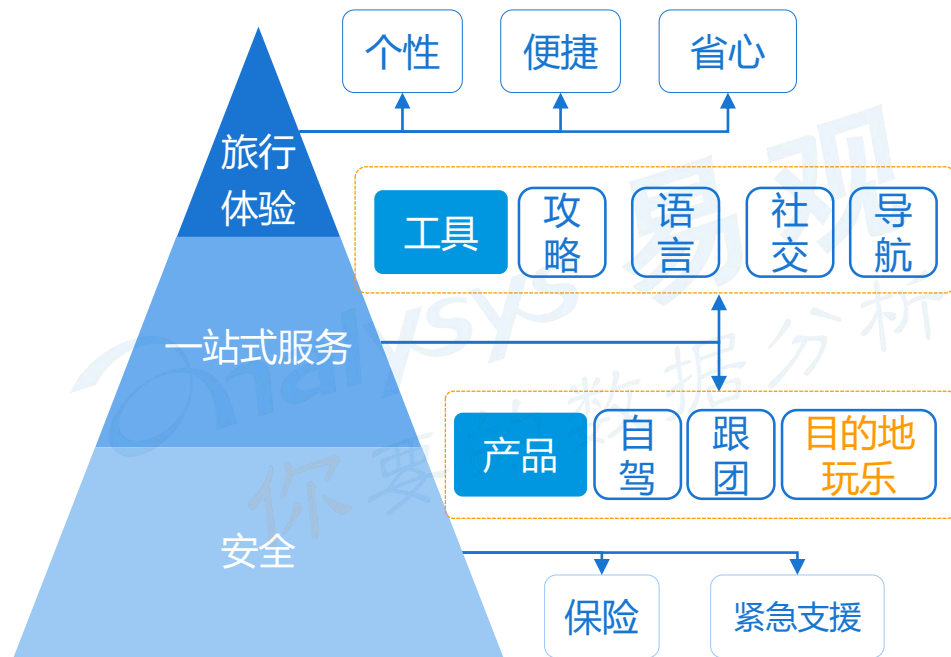 个性
便捷
省心
旅行
体验
工具
攻
略
语
言
社
交
导
航
一站式服务
产品
自
驾
跟
团
目的地
玩乐
安全
保险
紧急支援
analysys 易观
你要的数据分析